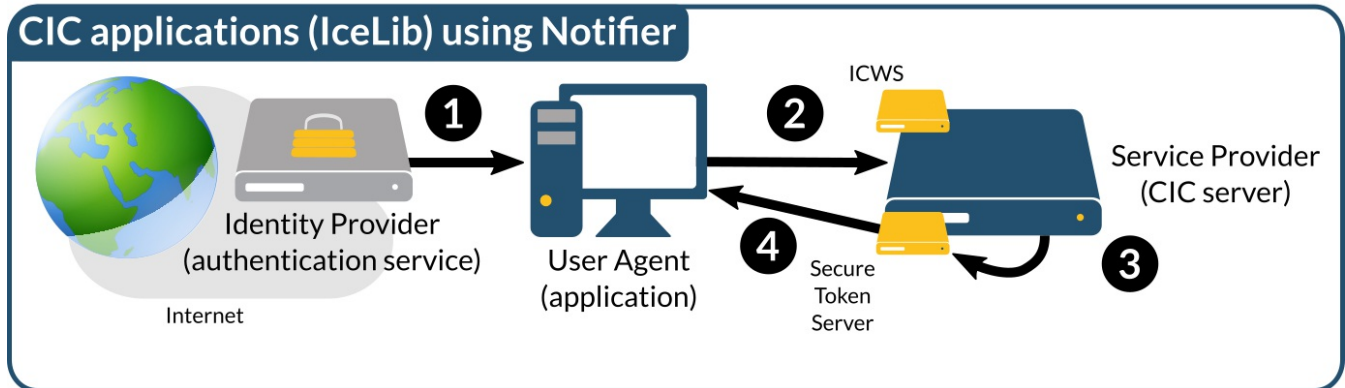 CIC applications (IceLib) using Notifier
ICWS
1
2
Service Provider
(CIC server)
Identity Provider
(authentication service)
User Agent
(application)
4
3
Secure
Token
Server
Internet